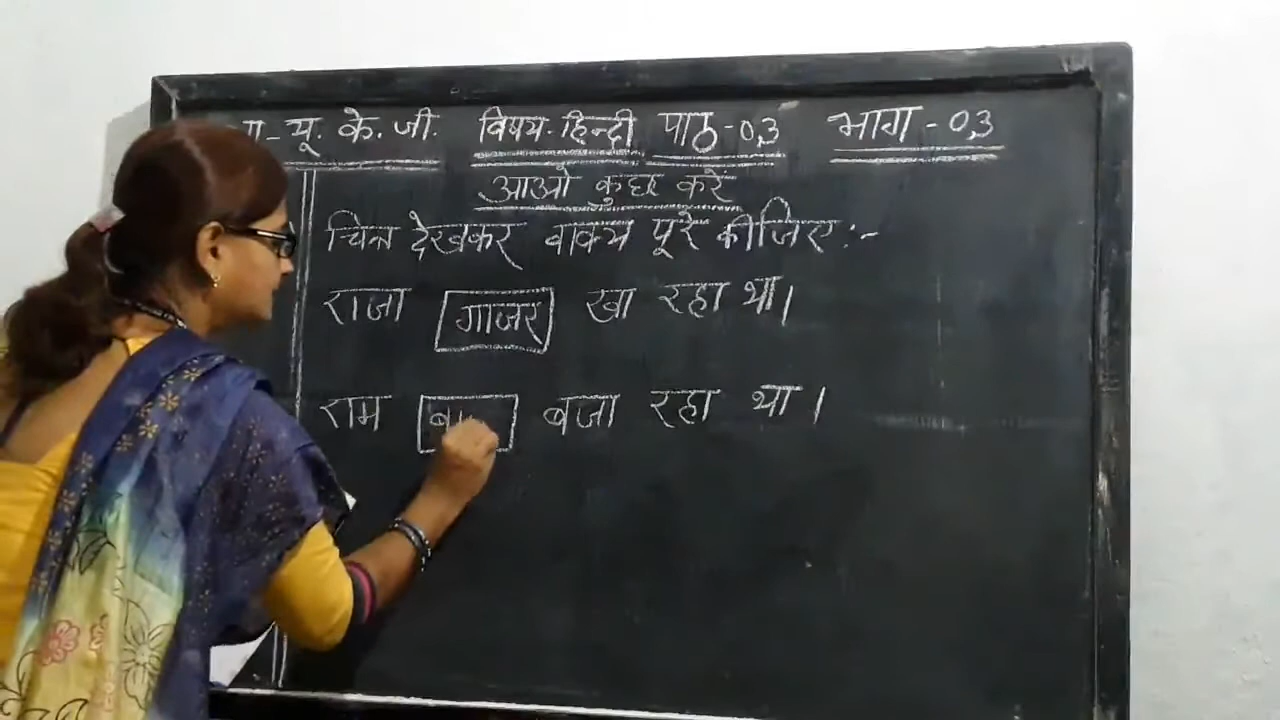 यू. के. जी. विषय-हिन्दी पाठ-03 भाग-03
आओ कुछ करें
चित्र देखकर वाक्य पूरे कीजिए:-
राजा गाजर खा रहा था।
राम बजा रहा था।